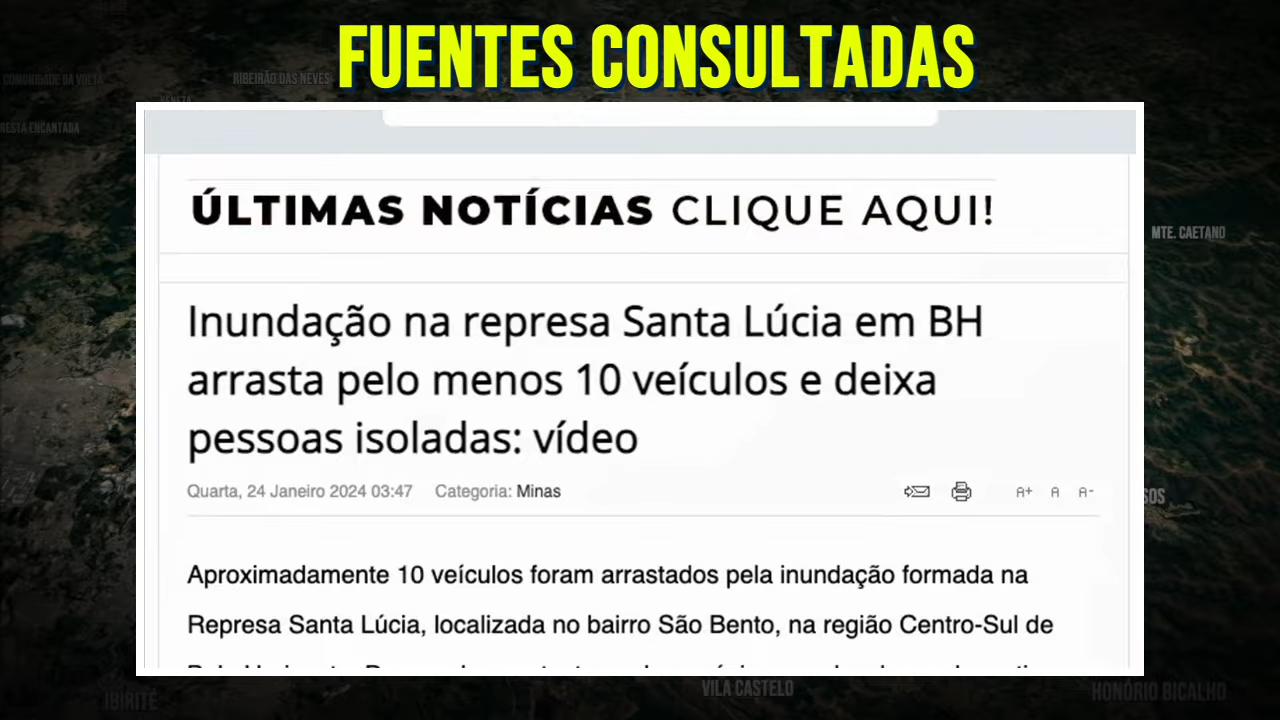 FUENTES CONSULTADAS
COMUNIDADE DA VOLTA
RIBEIRÃO DAS NEVES
MTE. CAETANO
ÚLTIMAS NOTÍCIAS CLIQUE AQUI!
Inundação na represa Santa Lúcia em BH
arrasta pelo menos 10 veículos e deixa
pessoas isoladas: vídeo
Quarta, 24 Janeiro 2024 03:47 Categoria: Minas
A+ A A-
Aproximadamente 10 veículos foram arrastados pela inundação formada na
Represa Santa Lúcia, localizada no bairro São Bento, na região Centro-Sul de
IBIRITÉ
VILA CASTELO
HONÓRIO BICALHO